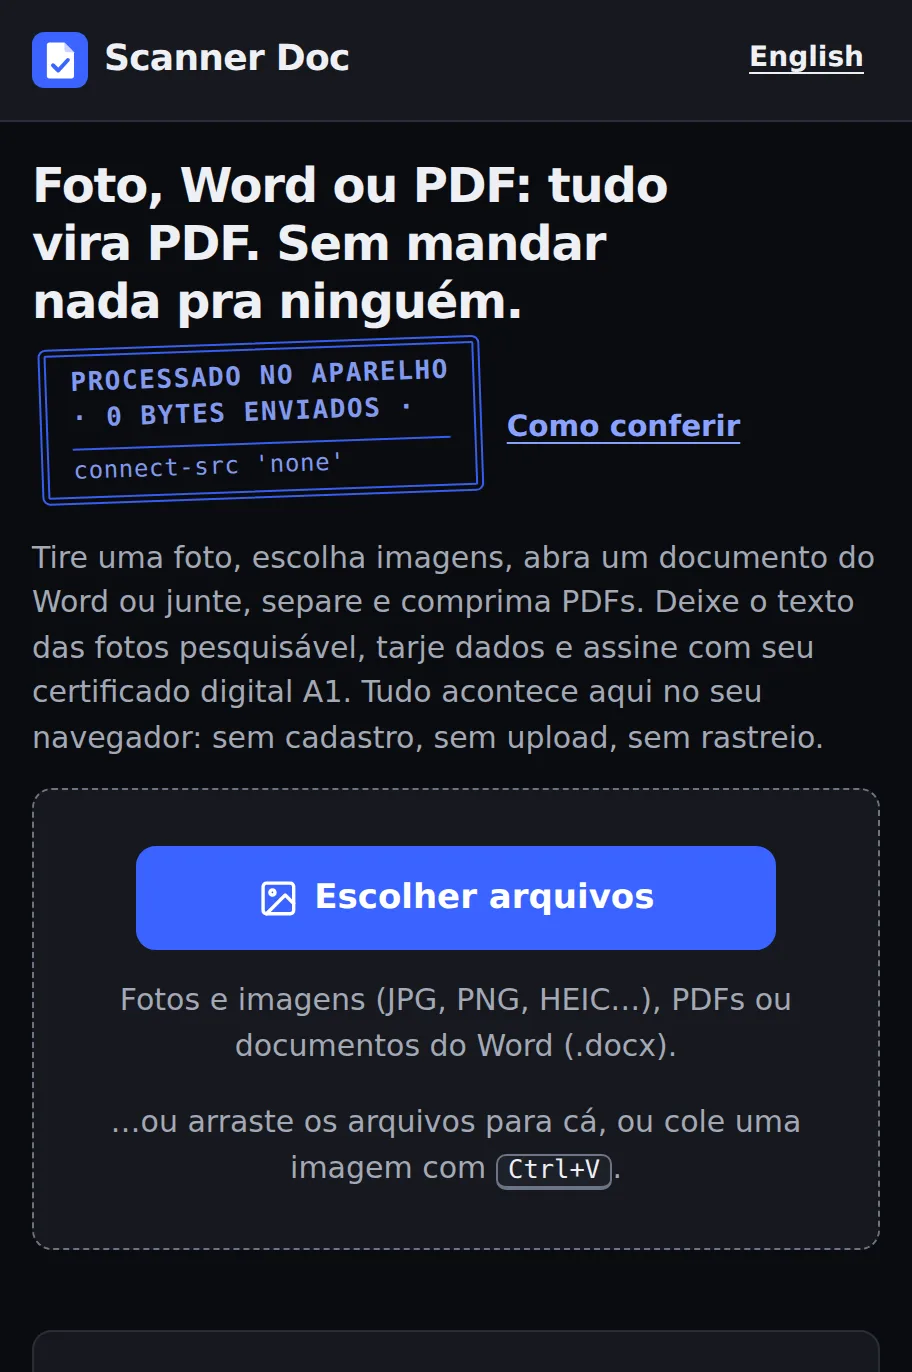 Scanner Doc
English
Foto, Word ou PDF: tudo
vira PDF. Sem mandar
nada pra ninguém.
PROCESSADO NO APARELHO
· 0 BYTES ENVIADOS ·
connect-src 'none'
Como conferir
Tire uma foto, escolha imagens, abra um documento do
Word ou junte, separe e comprima PDFs. Deixe o texto
das fotos pesquisável, tarje dados e assine com seu
certificado digital A1. Tudo acontece aqui no seu
navegador: sem cadastro, sem upload, sem rastreio.
Escolher arquivos
Fotos e imagens (JPG, PNG, HEIC…), PDFs ou
documentos do Word (.docx).
…ou arraste os arquivos para cá, ou cole uma
imagem com Ctrl+V.